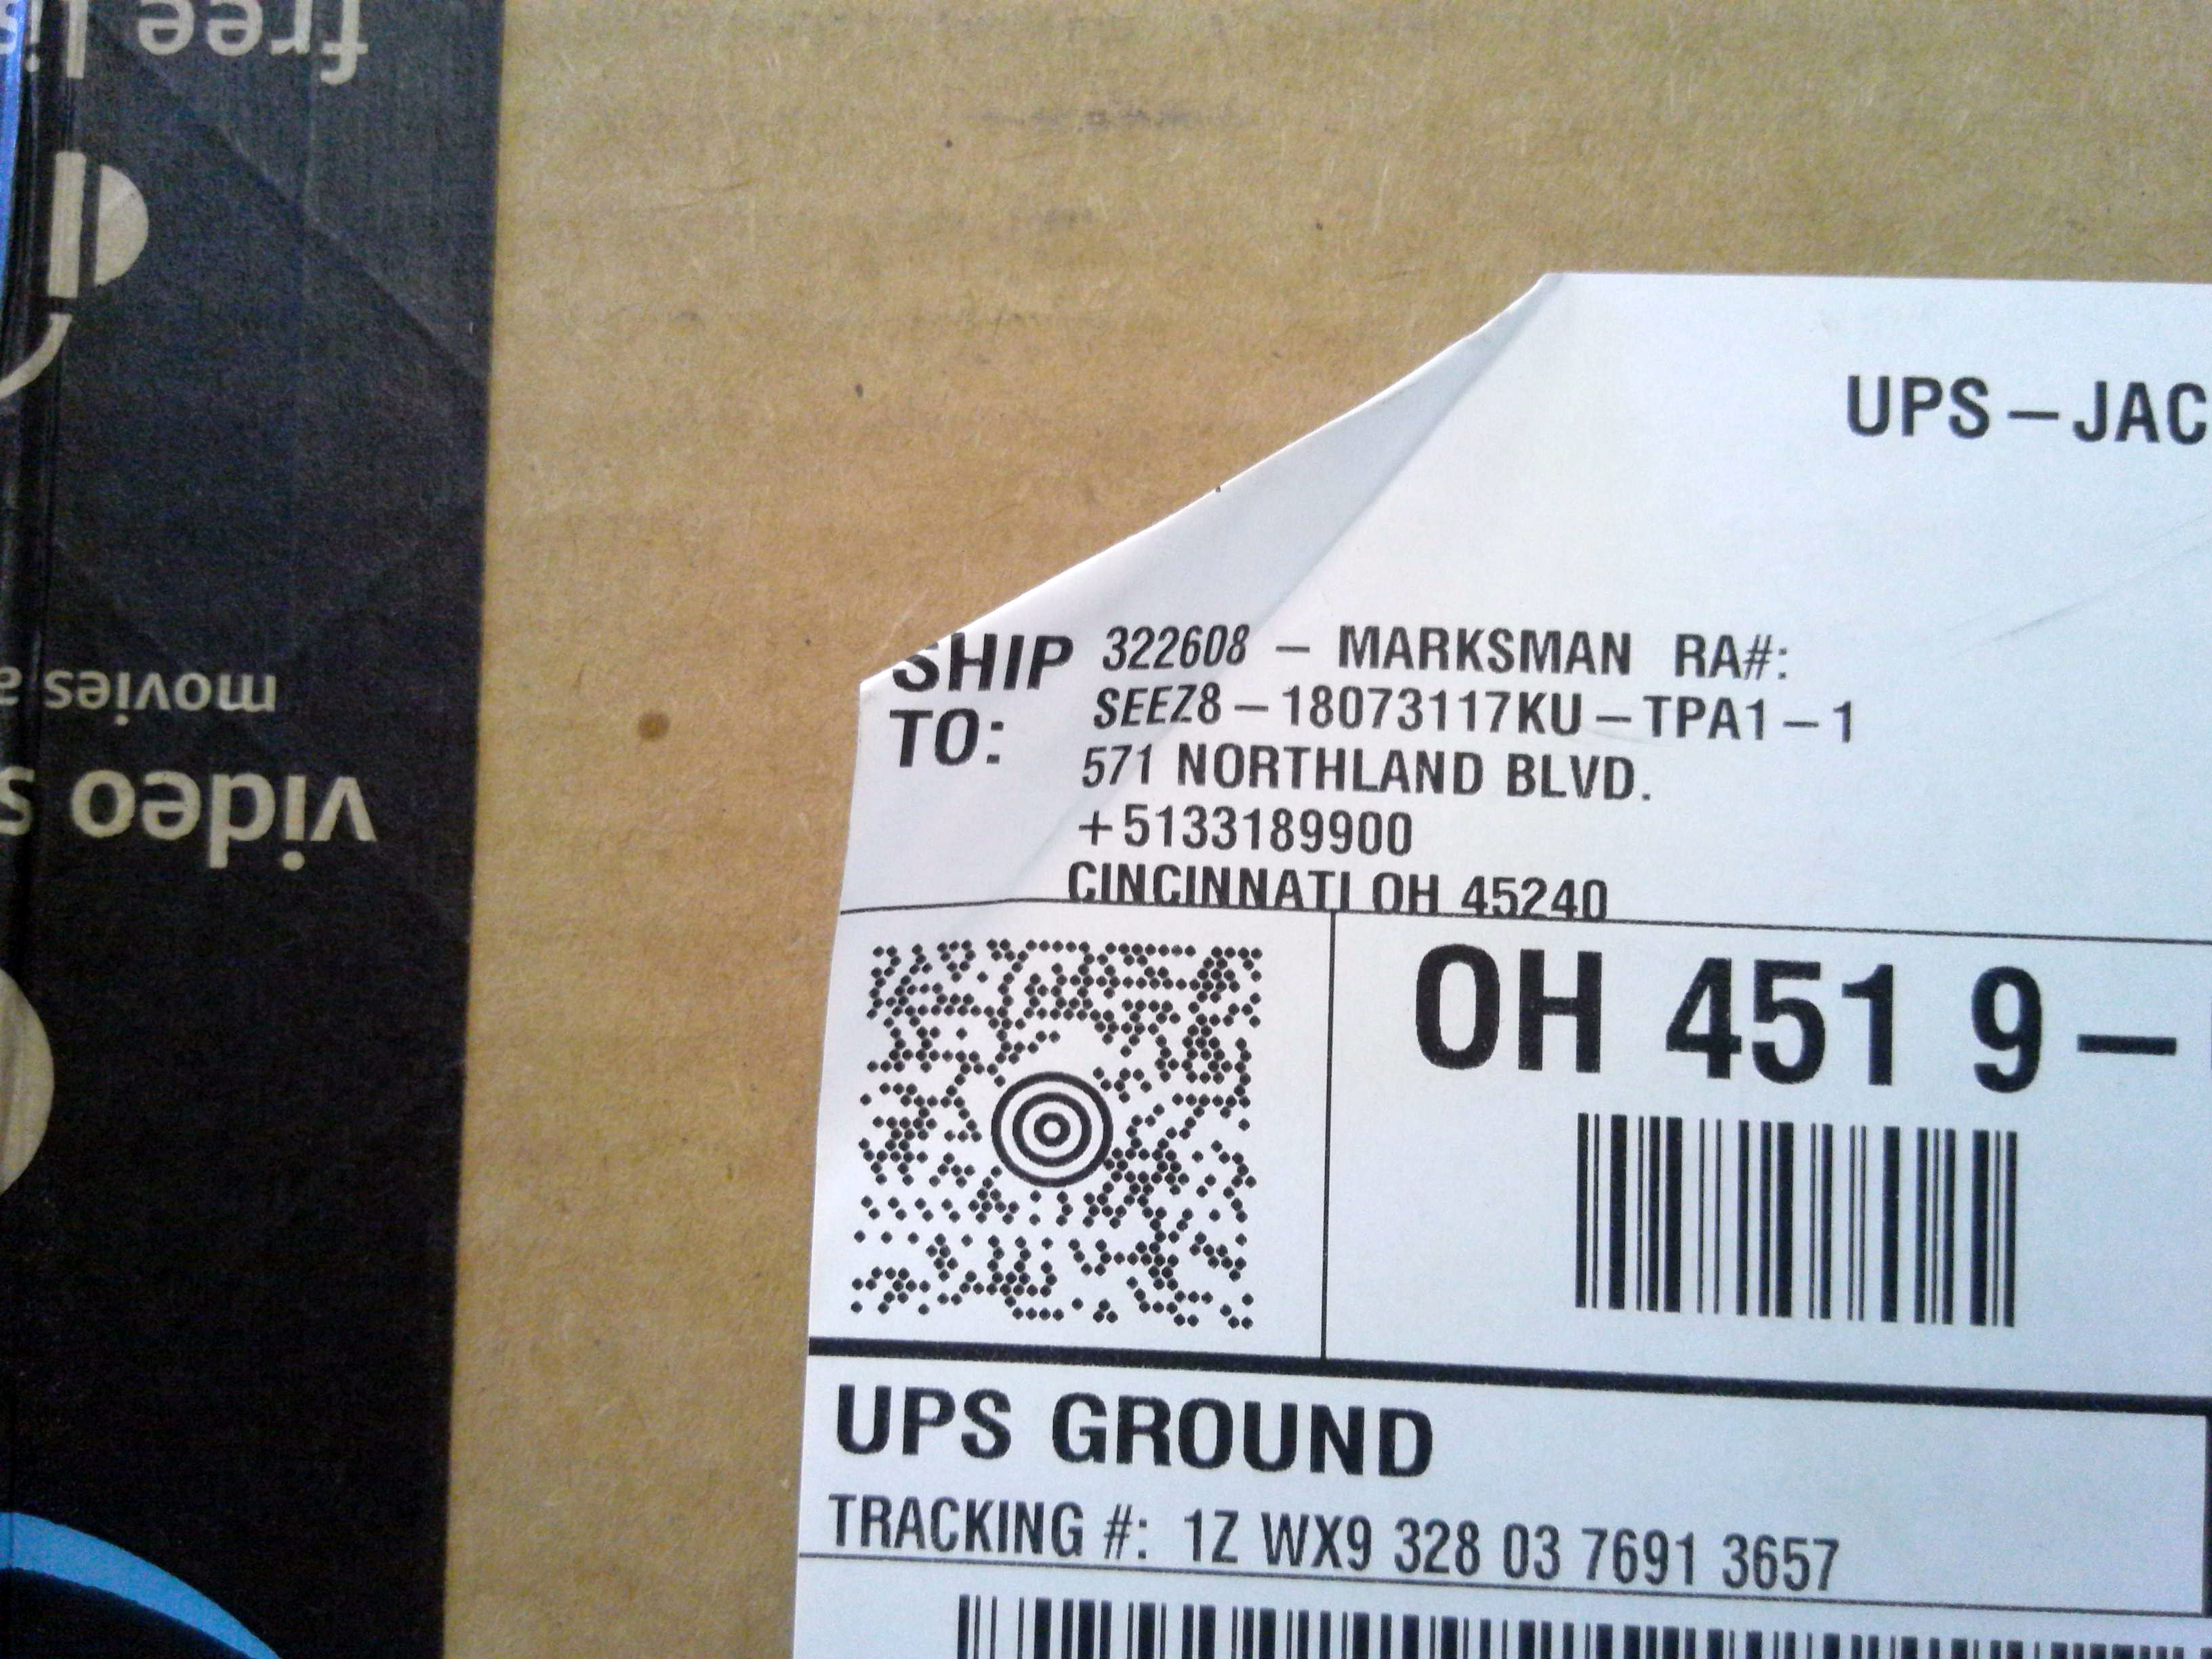 free
movies
video
UPS – JAC
SHIP TO:
322608 – MARKSMAN RA#:
SEEZ8 – 18073117KU – TPA1 – 1
571 NORTHLAND BLVD.
+5133189900
CINCINNATI OH 45240
OH 451 9 –
UPS GROUND
TRACKING #: 1Z WX9 328 03 7691 3657